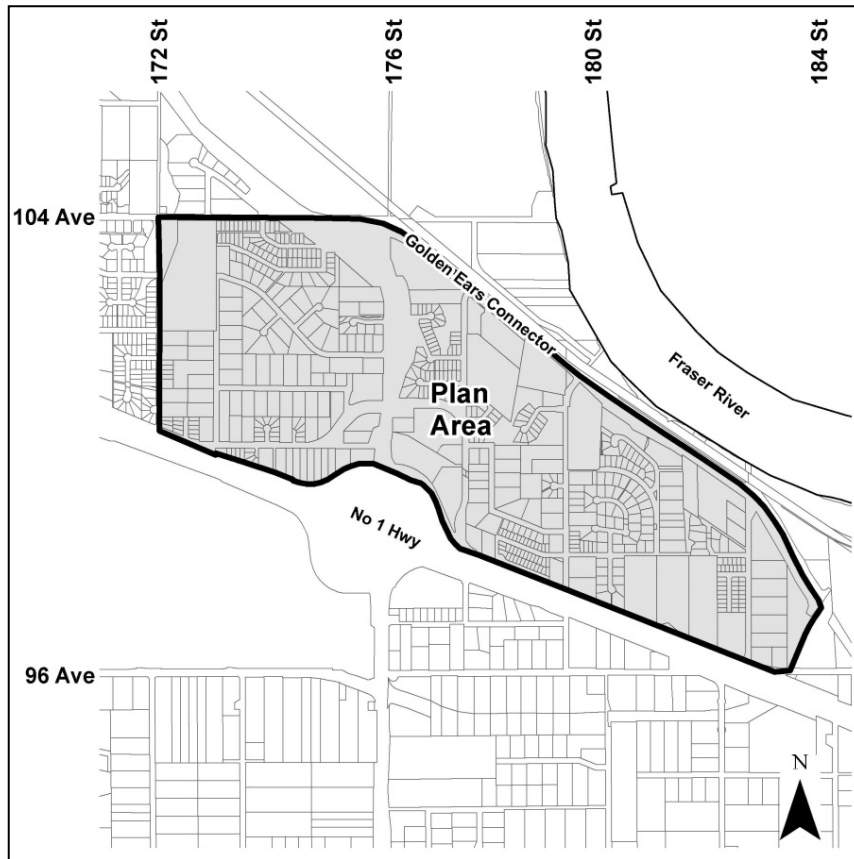 172 St
176 St
180 St
184 St
104 Ave
Golden Ears Connector
Fraser River
Plan
Area
No 1 Hwy
96 Ave
N